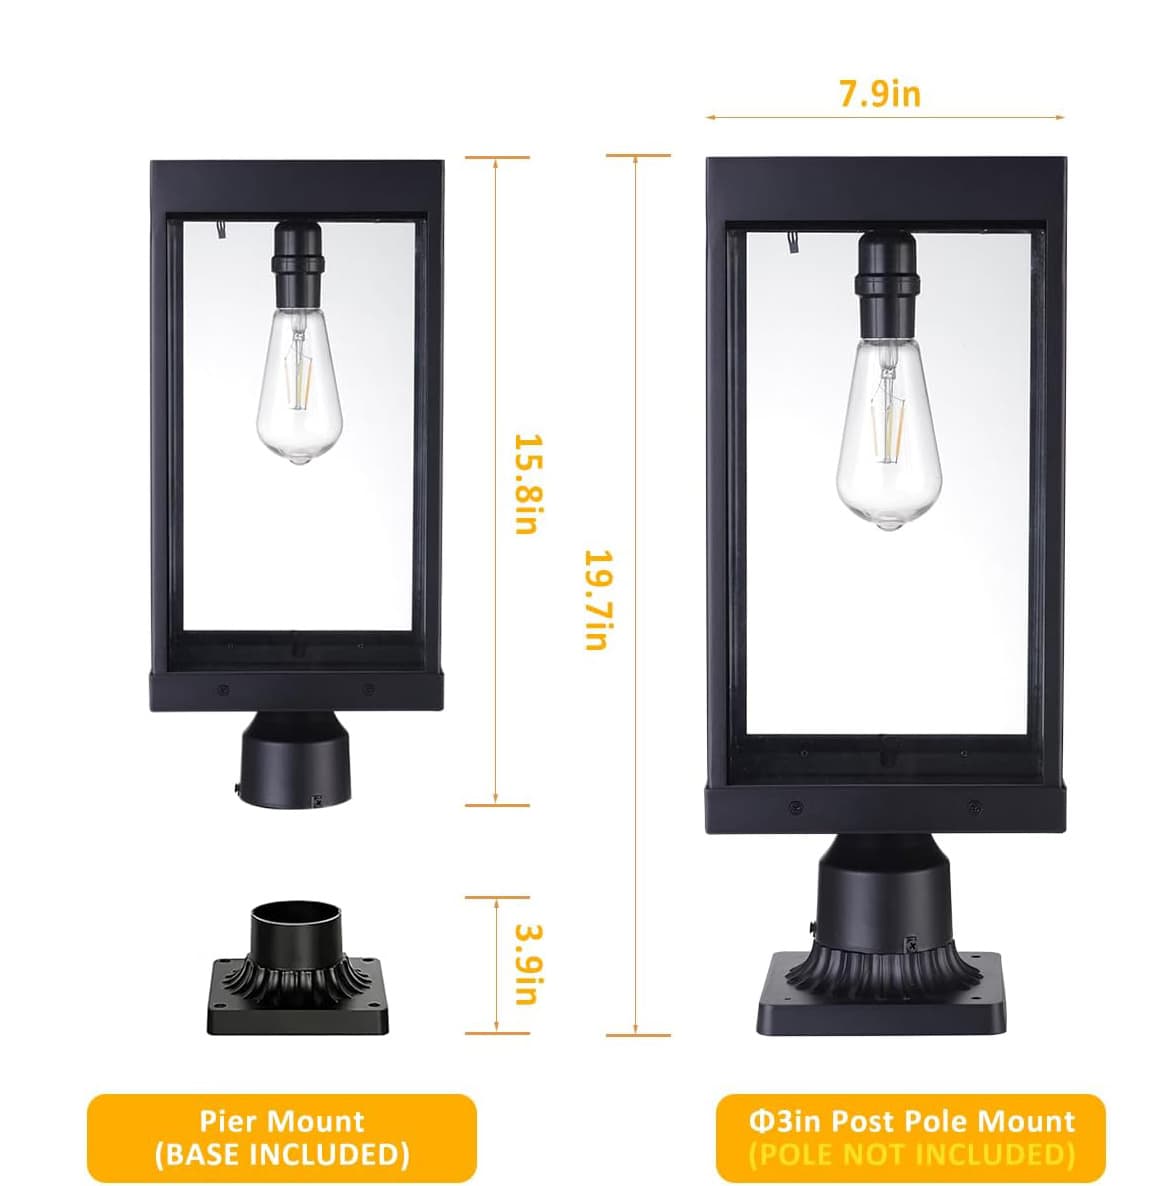 7.9in
15.8in
19.7in
3.9in
Pier Mount
(BASE INCLUDED)
Φ3in Post Pole Mount
(POLE NOT INCLUDED)